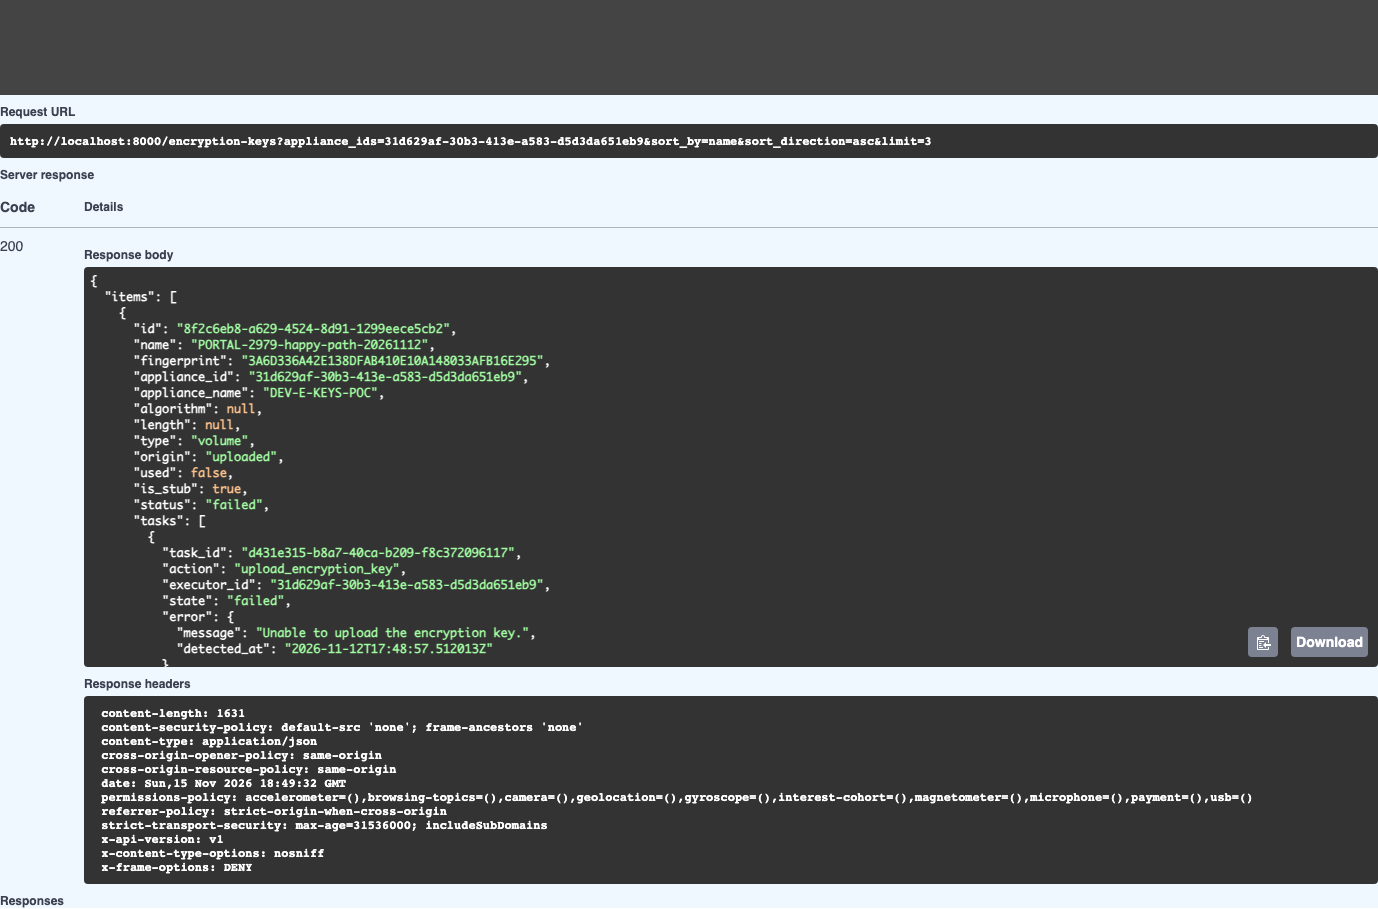 Request URL
http://localhost:8000/encryption-keys?appliance_ids=31d629af-30b3-413e-a583-d5d3da651eb9&sort_by=name&sort_direction=asc&limit=3
Server response
Code Details
200
Response body
{
  "items": [
    {
      "id": "8f2c6eb8-a629-4524-8d91-1299eece5cb2",
      "name": "PORTAL-2979-happy-path-20261112",
      "fingerprint": "3A6D336A42E138DFAB410E10A148033AFB16E295",
      "appliance_id": "31d629af-30b3-413e-a583-d5d3da651eb9",
      "appliance_name": "DEV-E-KEYS-POC",
      "algorithm": null,
      "length": null,
      "type": "volume",
      "origin": "uploaded",
      "used": false,
      "is_stub": true,
      "status": "failed",
      "tasks": [
        {
          "task_id": "d431e315-b8a7-40ca-b209-f8c372096117",
          "action": "upload_encryption_key",
          "executor_id": "31d629af-30b3-413e-a583-d5d3da651eb9",
          "state": "failed",
          "error": {
            "message": "Unable to upload the encryption key.",
            "detected_at": "2026-11-12T17:48:57.512013Z"
          }
Download
Response headers
content-length: 1631
content-security-policy: default-src 'none'; frame-ancestors 'none'
content-type: application/json
cross-origin-opener-policy: same-origin
cross-origin-resource-policy: same-origin
date: Sun,15 Nov 2026 18:49:32 GMT
permissions-policy: accelerometer=(),browsing-topics=(),camera=(),geolocation=(),gyroscope=(),interest-cohort=(),magnetometer=(),microphone=(),payment=(),usb=()
referrer-policy: strict-origin-when-cross-origin
strict-transport-security: max-age=31536000; includeSubDomains
x-api-version: v1
x-content-type-options: nosniff
x-frame-options: DENY
Responses